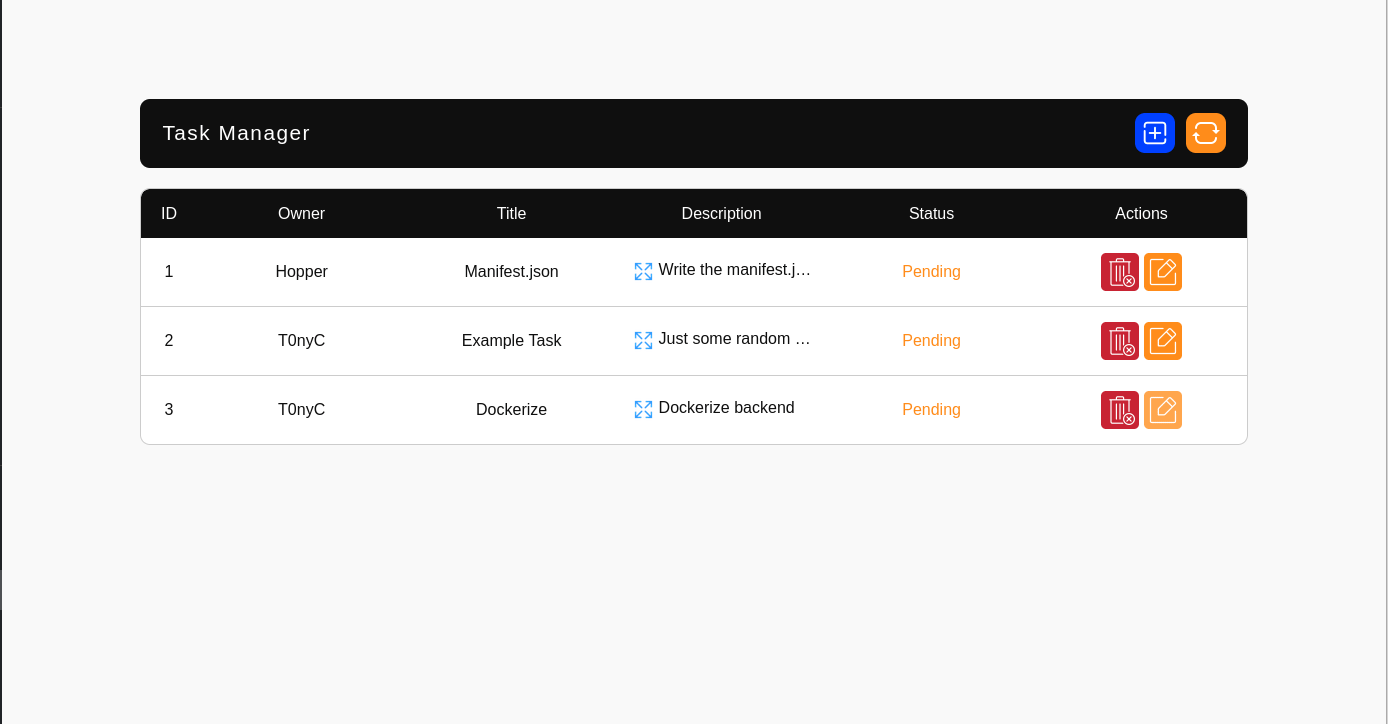 Task Manager
ID Owner Title Description Status Actions
1 Hopper Manifest.json Write the manifest.j… Pending
2 T0nyC Example Task Just some random … Pending
3 T0nyC Dockerize Dockerize backend Pending